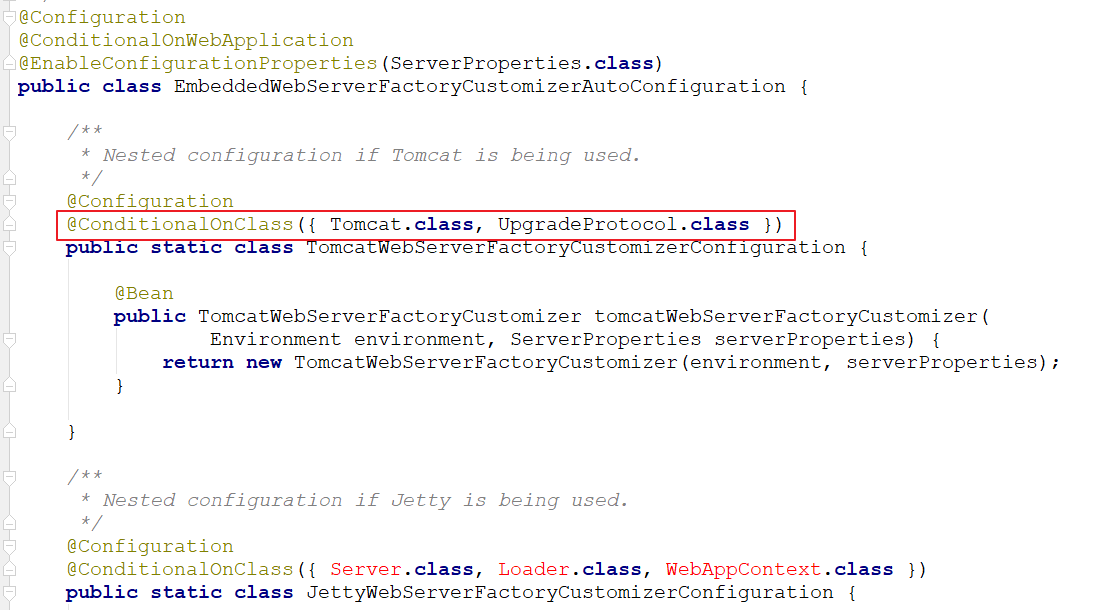 @Configuration
@ConditionalOnWebApplication
@EnableConfigurationProperties(ServerProperties.class)
public class EmbeddedWebServerFactoryCustomizerAutoConfiguration {
/**
* Nested configuration if Tomcat is being used.
*/
@Configuration
@ConditionalOnClass({ Tomcat.class, UpgradeProtocol.class })
public static class TomcatWebServerFactoryCustomizerConfiguration {
@Bean
public TomcatWebServerFactoryCustomizer tomcatWebServerFactoryCustomizer(
Environment environment, ServerProperties serverProperties) {
return new TomcatWebServerFactoryCustomizer(environment, serverProperties);
}
}
/**
* Nested configuration if Jetty is being used.
*/
@Configuration
@ConditionalOnClass({ Server.class, Loader.class, WebAppContext.class })
public static class JettyWebServerFactoryCustomizerConfiguration {